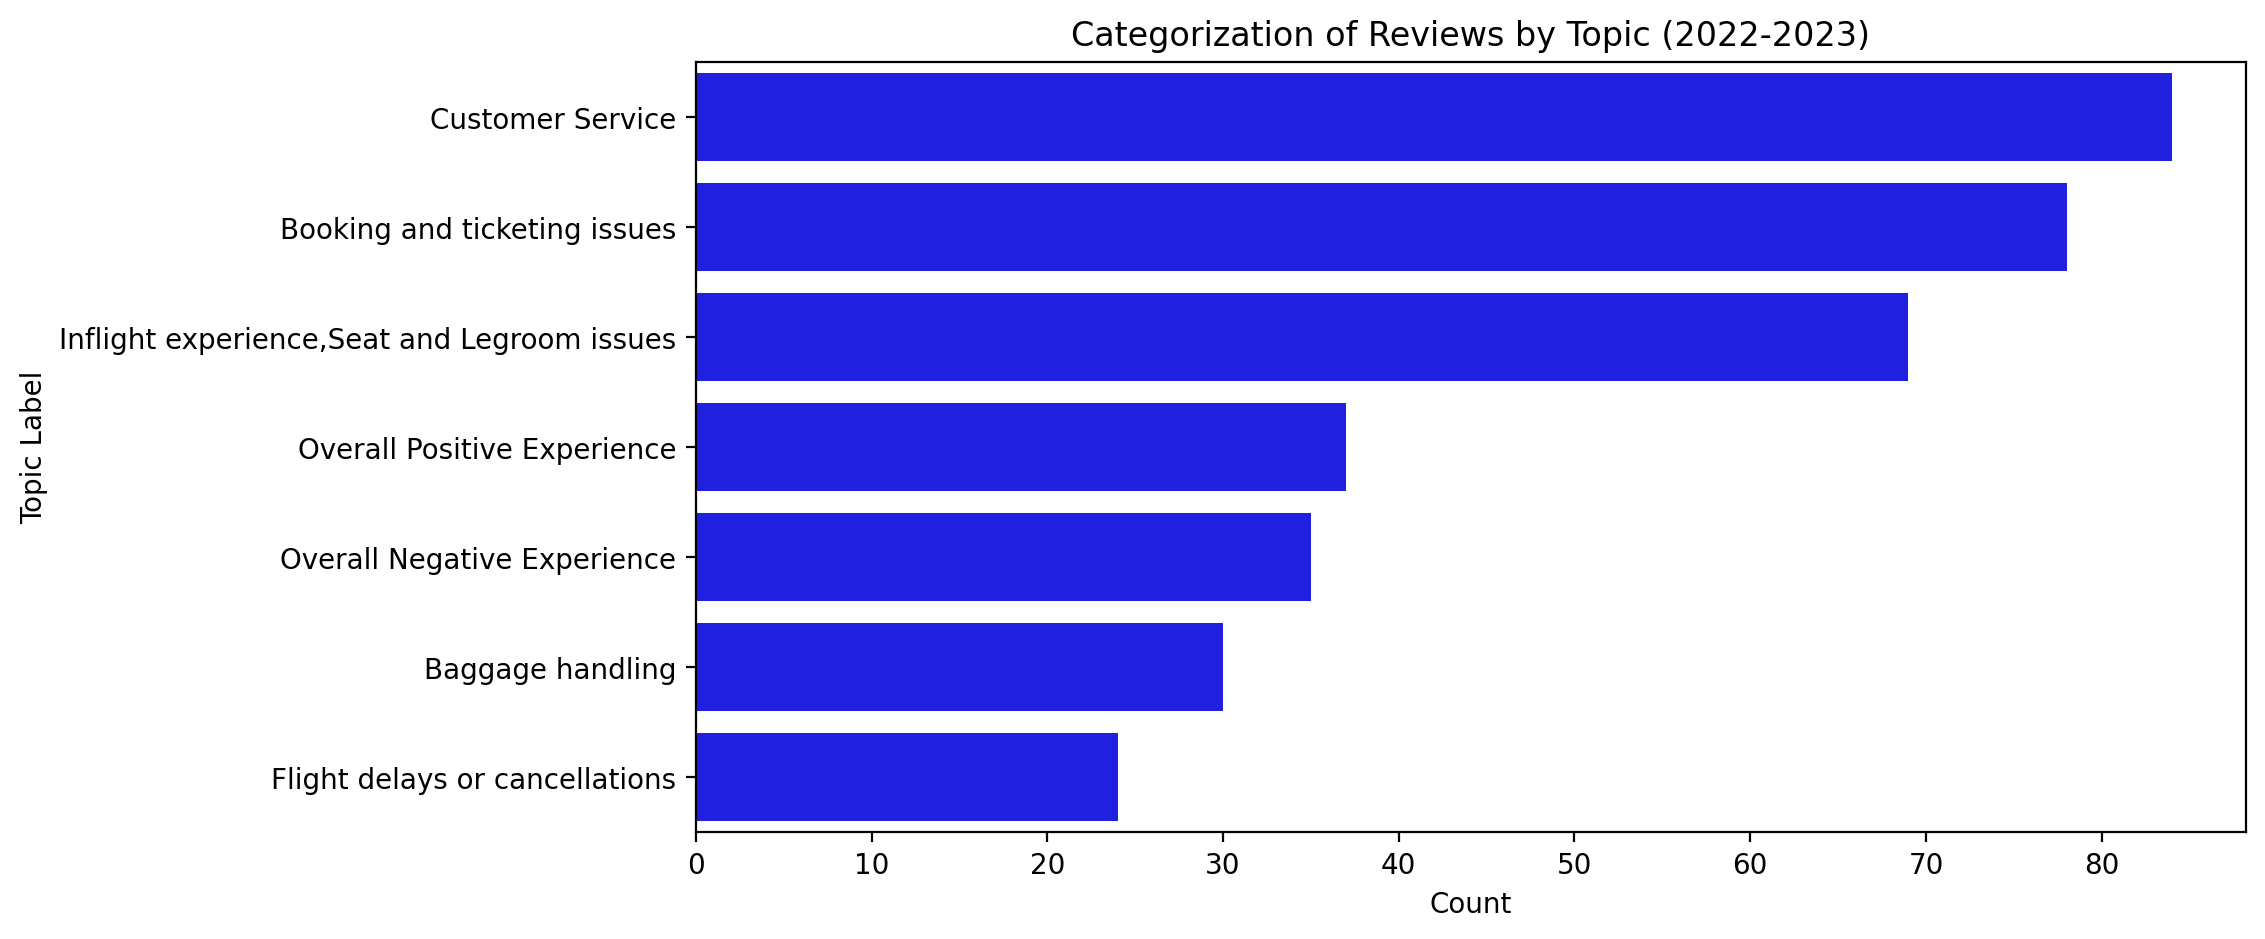 Categorization of Reviews by Topic (2022-2023)
Topic Label
Customer Service
Booking and ticketing issues
Inflight experience,Seat and Legroom issues
Overall Positive Experience
Overall Negative Experience
Baggage handling
Flight delays or cancellations
0 10 20 30 40 50 60 70 80
Count